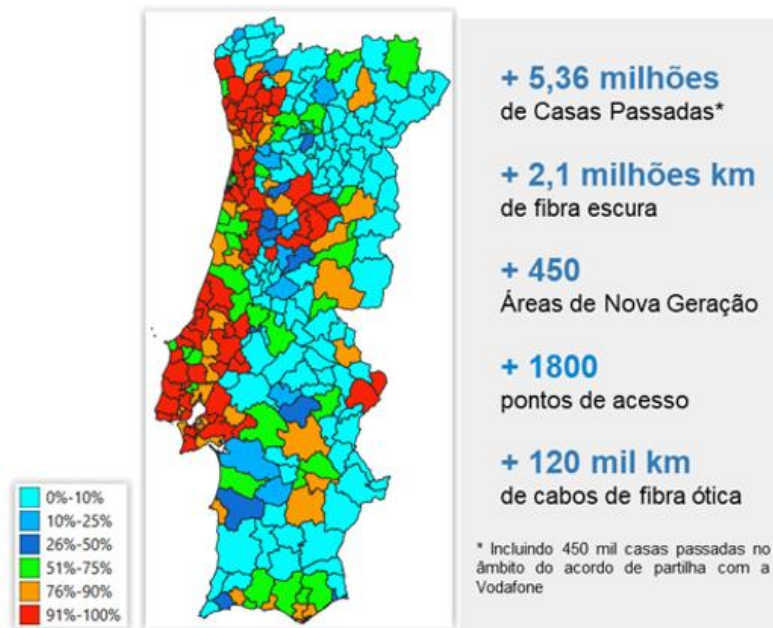 + 5,36 milhões
de Casas Passadas*
+ 2,1 milhões km
de fibra escura
+ 450
Áreas de Nova Geração
+ 1800
pontos de acesso
+ 120 mil km
de cabos de fibra ótica
* Incluindo 450 mil casas passadas no
âmbito do acordo de partilha com a
Vodafone
0%-10%
10%-25%
26%-50%
51%-75%
76%-90%
91%-100%